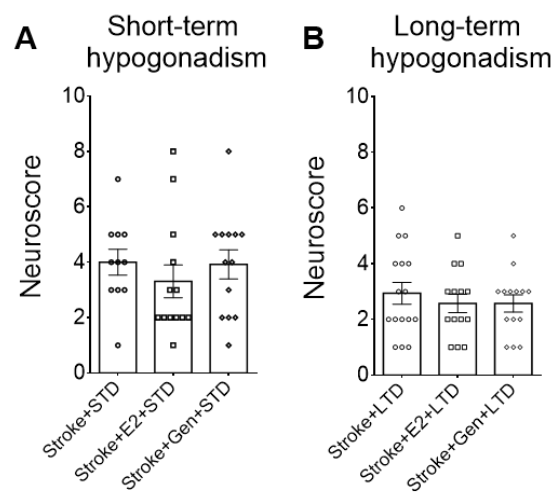 A
Short-term
hypogonadism
Neuroscore
10
8
6
4
2
0
Stroke+STD
Stroke+E2+STD
Stroke+Gen+STD
B
Long-term
hypogonadism
Neuroscore
10
8
6
4
2
0
Stroke+LTD
Stroke+E2+LTD
Stroke+Gen+LTD